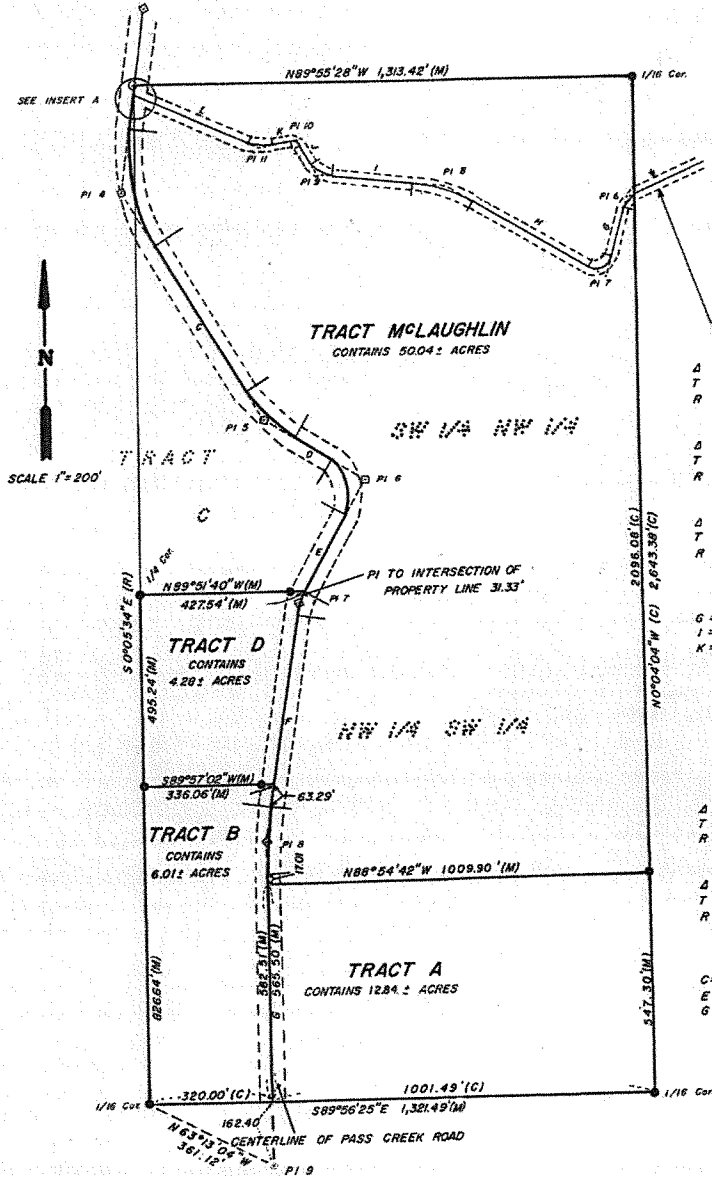 N89°55'28"W 1,313.42'(M)
1/16 Cor.
SEE INSERT A
L
K
PI 10
PI 11
J
PI 9
I
PI 8
PI 6
PI 4
H
G
PI 7
TRACT McLAUGHLIN
CONTAINS 50.04± ACRES
N
C
SCALE 1"=200'
Δ
T
R
PI 5
SW 1/4 NW 1/4
TRACT
C
D
PI 6
Δ
T
R
S0°05'34"E (R)
1/4 Cor.
E
2096.08'(C)
2,643.38'(C)
N0°04'04"W (C)
Δ
T
R
N89°51'40"W(M)
427.54'(M)
PI TO INTERSECTION OF
PROPERTY LINE 31.33'
PI 7
G=
I=
K=
TRACT D
CONTAINS
4.28± ACRES
495.24'(M)
F
NW 1/4 SW 1/4
S89°57'02"W(M)
336.06'(M)
63.29'
TRACT B
CONTAINS
6.01± ACRES
PI 8
17.01
N88°54'42"W 1009.90'(M)
Δ
T
R
826.64'(M)
582.51'(M)
565.50'(M)
G
TRACT A
CONTAINS 12.84± ACRES
547.30'(M)
Δ
T
R
C=
E
G
1/16 Cor.
320.00'(C)
1001.49'(C)
S89°56'25"E 1,321.49'(M)
1/16 Cor.
162.40
CENTERLINE OF PASS CREEK ROAD
N63°13'04"W
361.12'
PI 9